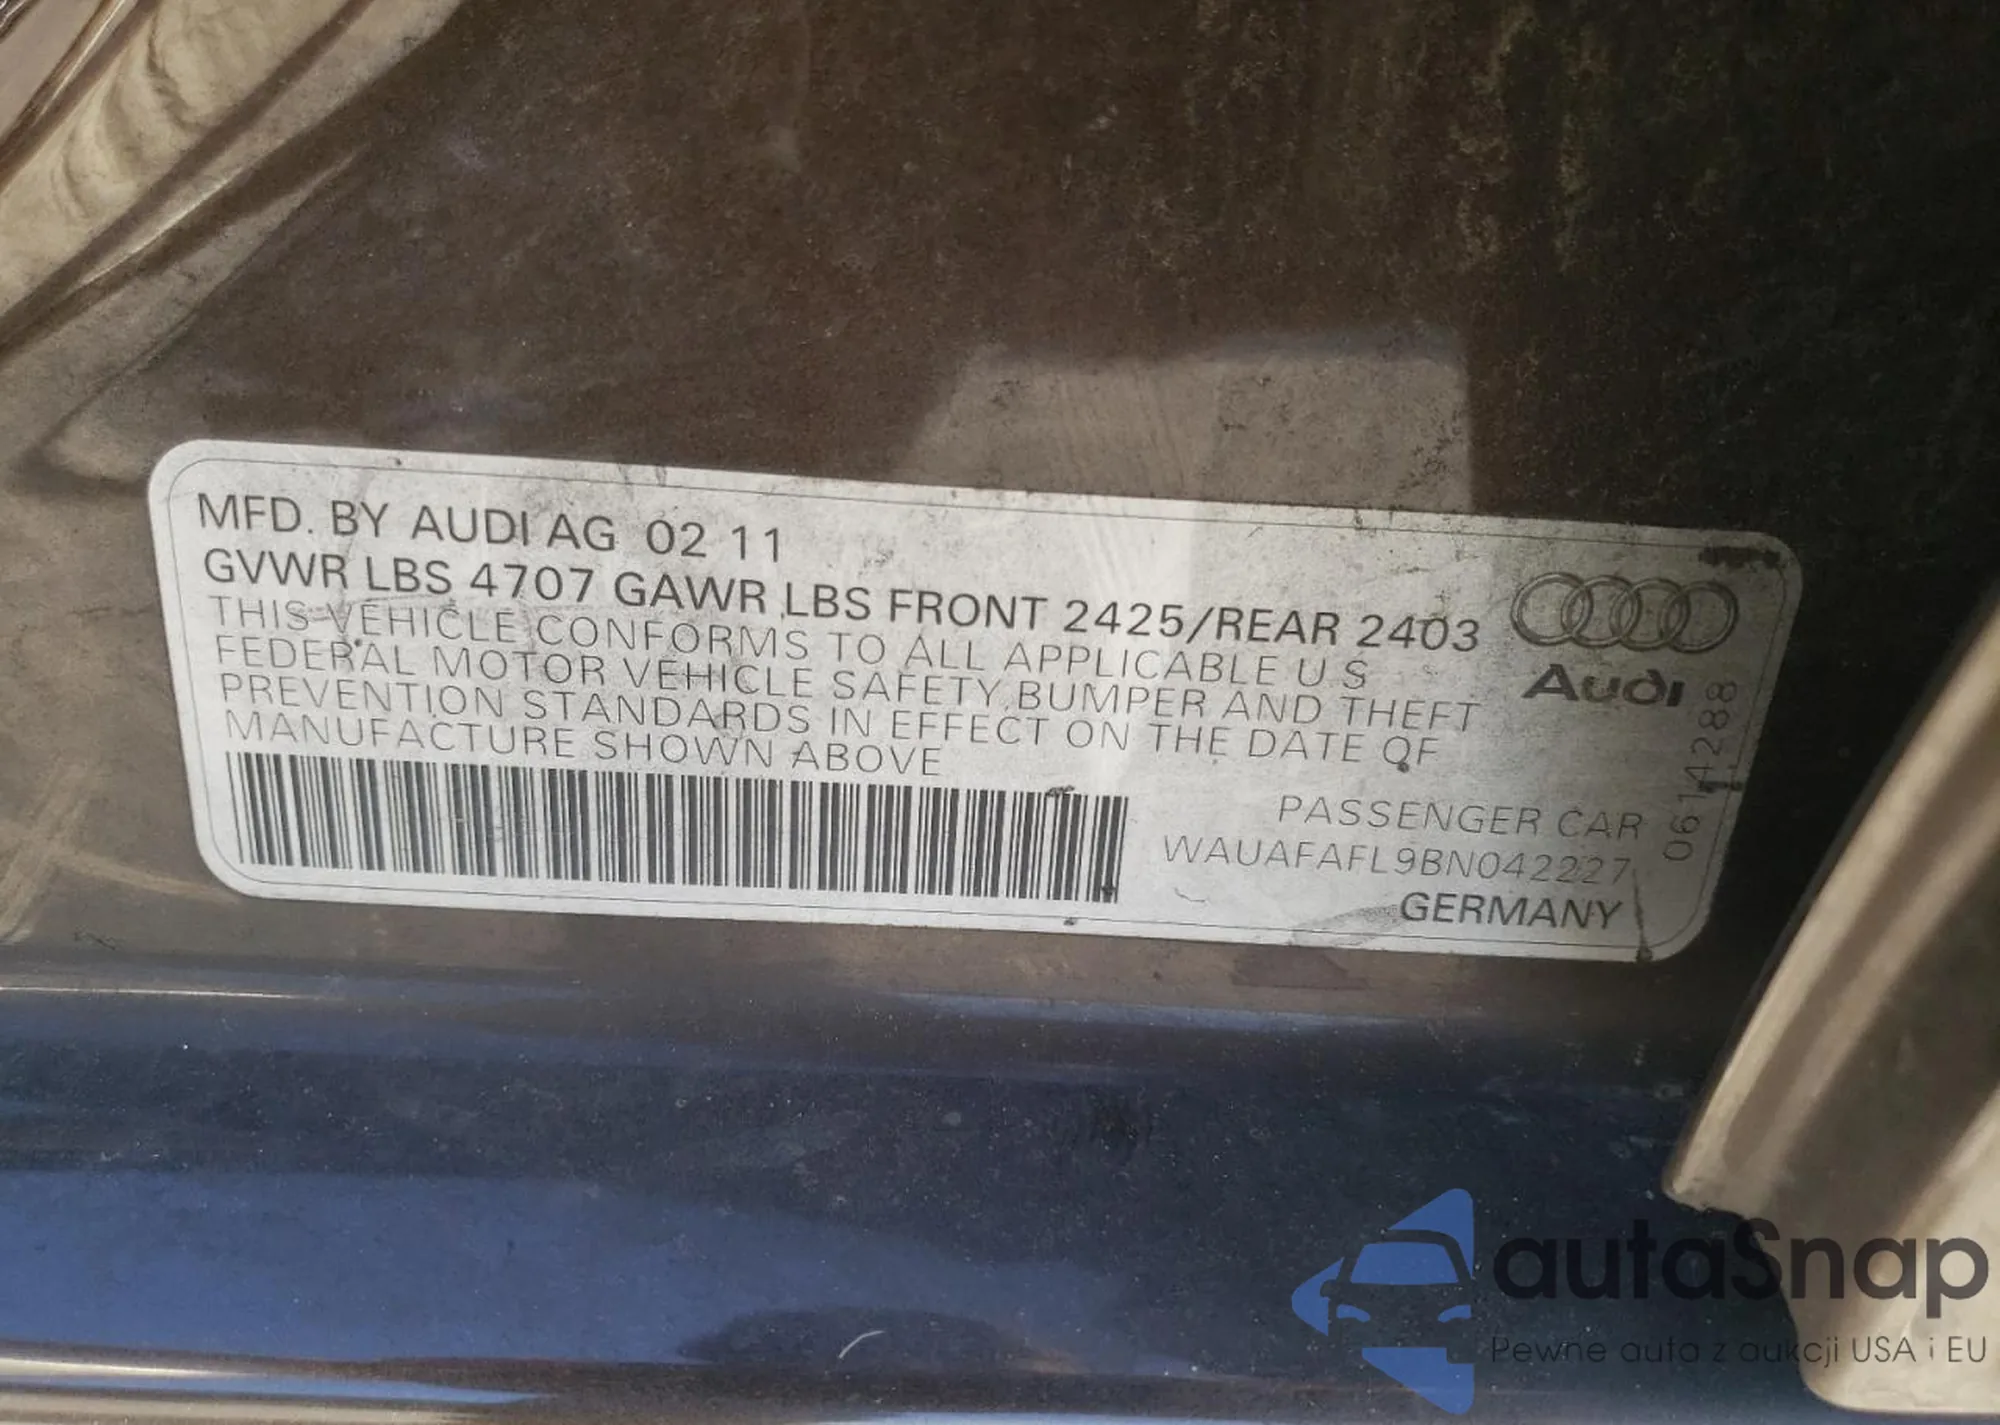 MFD. BY AUDI AG 02 11
GVWR LBS 4707 GAWR LBS FRONT 2425/REAR 2403
THIS VEHICLE CONFORMS TO ALL APPLICABLE U S
FEDERAL MOTOR VEHICLE SAFETY, BUMPER AND THEFT
PREVENTION STANDARDS IN EFFECT ON THE DATE OF
MANUFACTURE SHOWN ABOVE
Audi
0614288
PASSENGER CAR
WAUAFAFL9BN042227
GERMANY
autaSnap
Pewne auta z aukcji USA i EU